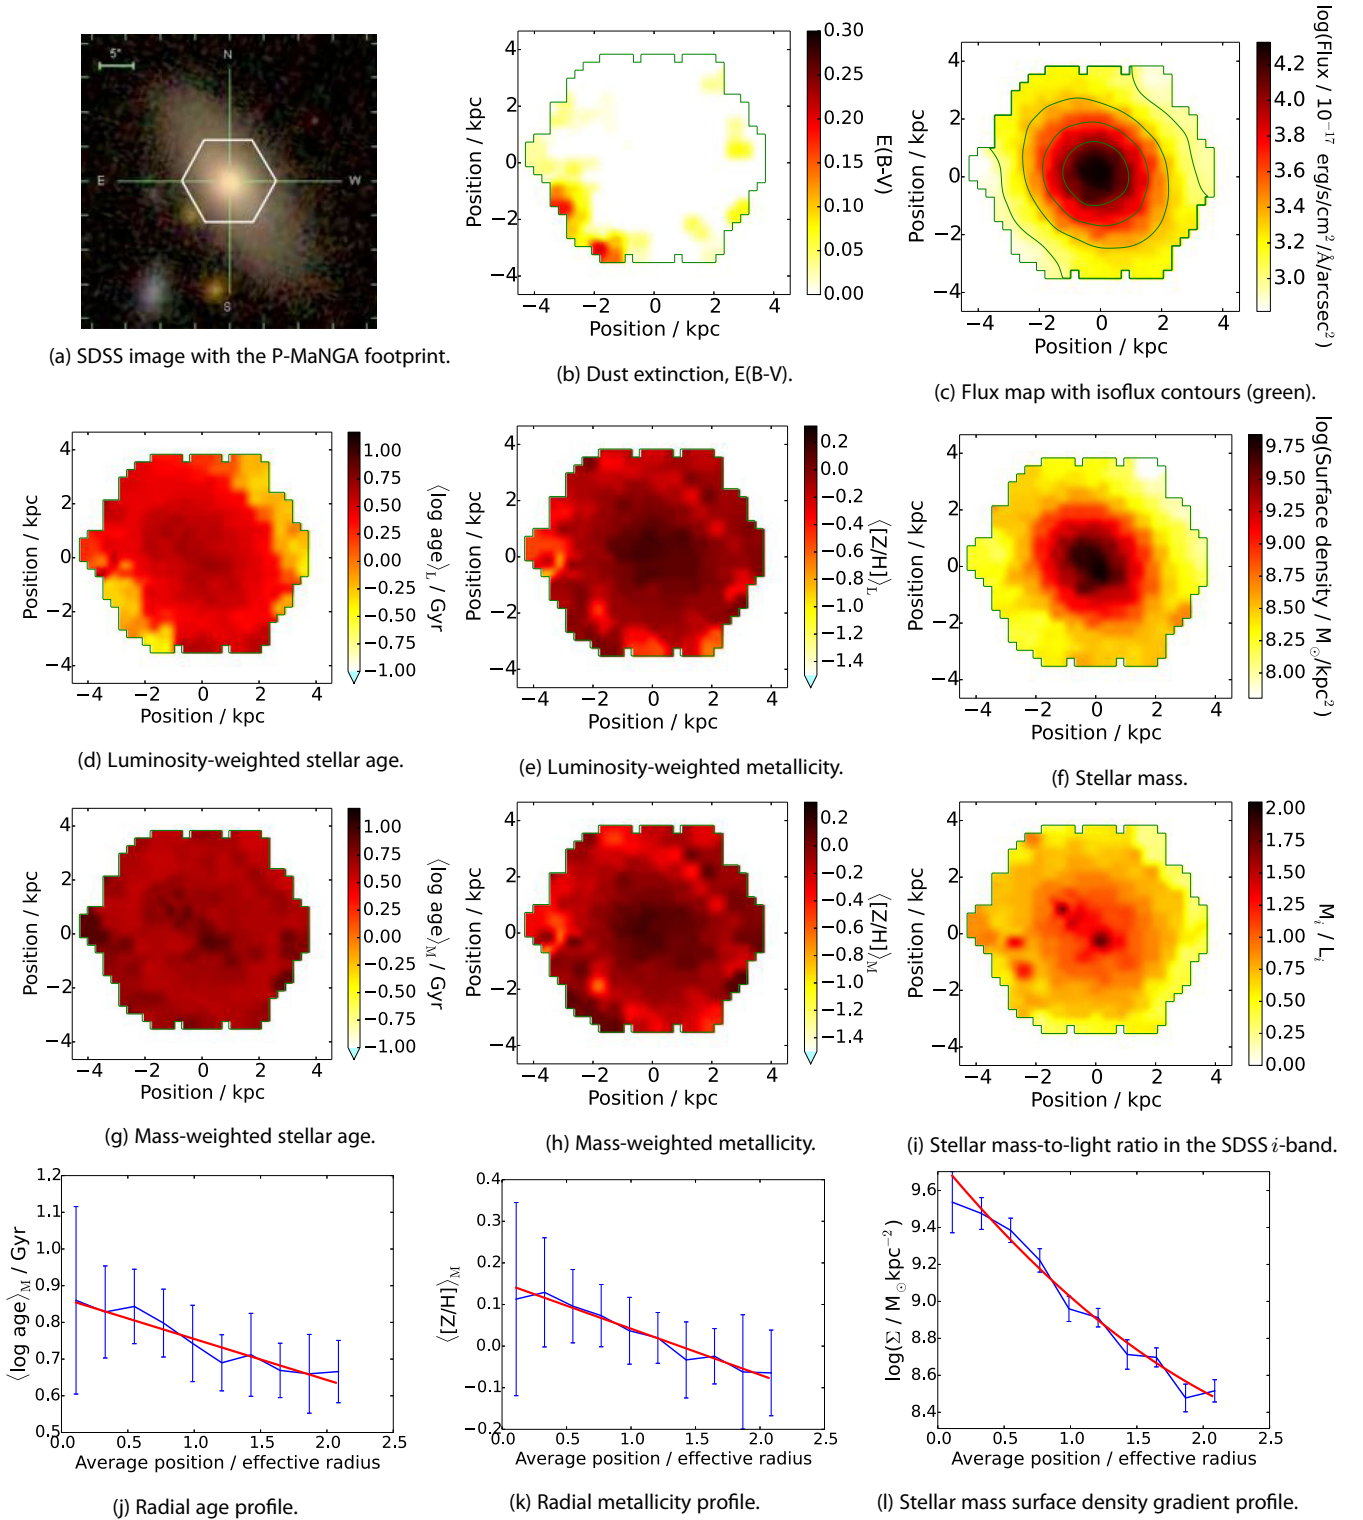 5"
N
E
W
S
(a) SDSS image with the P-MaNGA footprint.
4
2
0
−2
−4
Position / kpc
−4 −2 0 2 4
Position / kpc
0.30
0.25
0.20
0.15
0.10
0.05
0.00
E(B-V)
(b) Dust extinction, E(B-V).
4
2
0
−2
−4
Position / kpc
−4 −2 0 2 4
Position / kpc
4.2
4.0
3.8
3.6
3.4
3.2
3.0
log(Flux / 10⁻¹⁷ erg/s/cm²/Å/arcsec²)
(c) Flux map with isoflux contours (green).
4
2
0
−2
−4
Position / kpc
−4 −2 0 2 4
Position / kpc
1.00
0.75
0.50
0.25
0.00
−0.25
−0.50
−0.75
−1.00
⟨log age⟩L / Gyr
(d) Luminosity-weighted stellar age.
4
2
0
−2
−4
Position / kpc
−4 −2 0 2 4
Position / kpc
0.2
0.0
−0.2
−0.4
−0.6
−0.8
−1.0
−1.2
−1.4
⟨[Z/H]⟩L
(e) Luminosity-weighted metallicity.
4
2
0
−2
−4
Position / kpc
−4 −2 0 2 4
Position / kpc
9.75
9.50
9.25
9.00
8.75
8.50
8.25
8.00
log(Surface density / M⊙/kpc²)
(f) Stellar mass.
4
2
0
−2
−4
Position / kpc
−4 −2 0 2 4
Position / kpc
1.00
0.75
0.50
0.25
0.00
−0.25
−0.50
−0.75
−1.00
⟨log age⟩M / Gyr
(g) Mass-weighted stellar age.
4
2
0
−2
−4
Position / kpc
−4 −2 0 2 4
Position / kpc
0.2
0.0
−0.2
−0.4
−0.6
−0.8
−1.0
−1.2
−1.4
⟨[Z/H]⟩M
(h) Mass-weighted metallicity.
4
2
0
−2
−4
Position / kpc
−4 −2 0 2 4
Position / kpc
2.00
1.75
1.50
1.25
1.00
0.75
0.50
0.25
0.00
Mi / Li
(i) Stellar mass-to-light ratio in the SDSS i-band.
1.2
1.1
1.0
0.9
0.8
0.7
0.6
0.5
⟨log age⟩M / Gyr
0.0 0.5 1.0 1.5 2.0 2.5
Average position / effective radius
(j) Radial age profile.
0.4
0.3
0.2
0.1
0.0
−0.1
−0.2
⟨[Z/H]⟩M
0.0 0.5 1.0 1.5 2.0 2.5
Average position / effective radius
(k) Radial metallicity profile.
9.6
9.4
9.2
9.0
8.8
8.6
8.4
log(Σ / M⊙kpc⁻²)
0.0 0.5 1.0 1.5 2.0 2.5
Average position / effective radius
(l) Stellar mass surface density gradient profile.